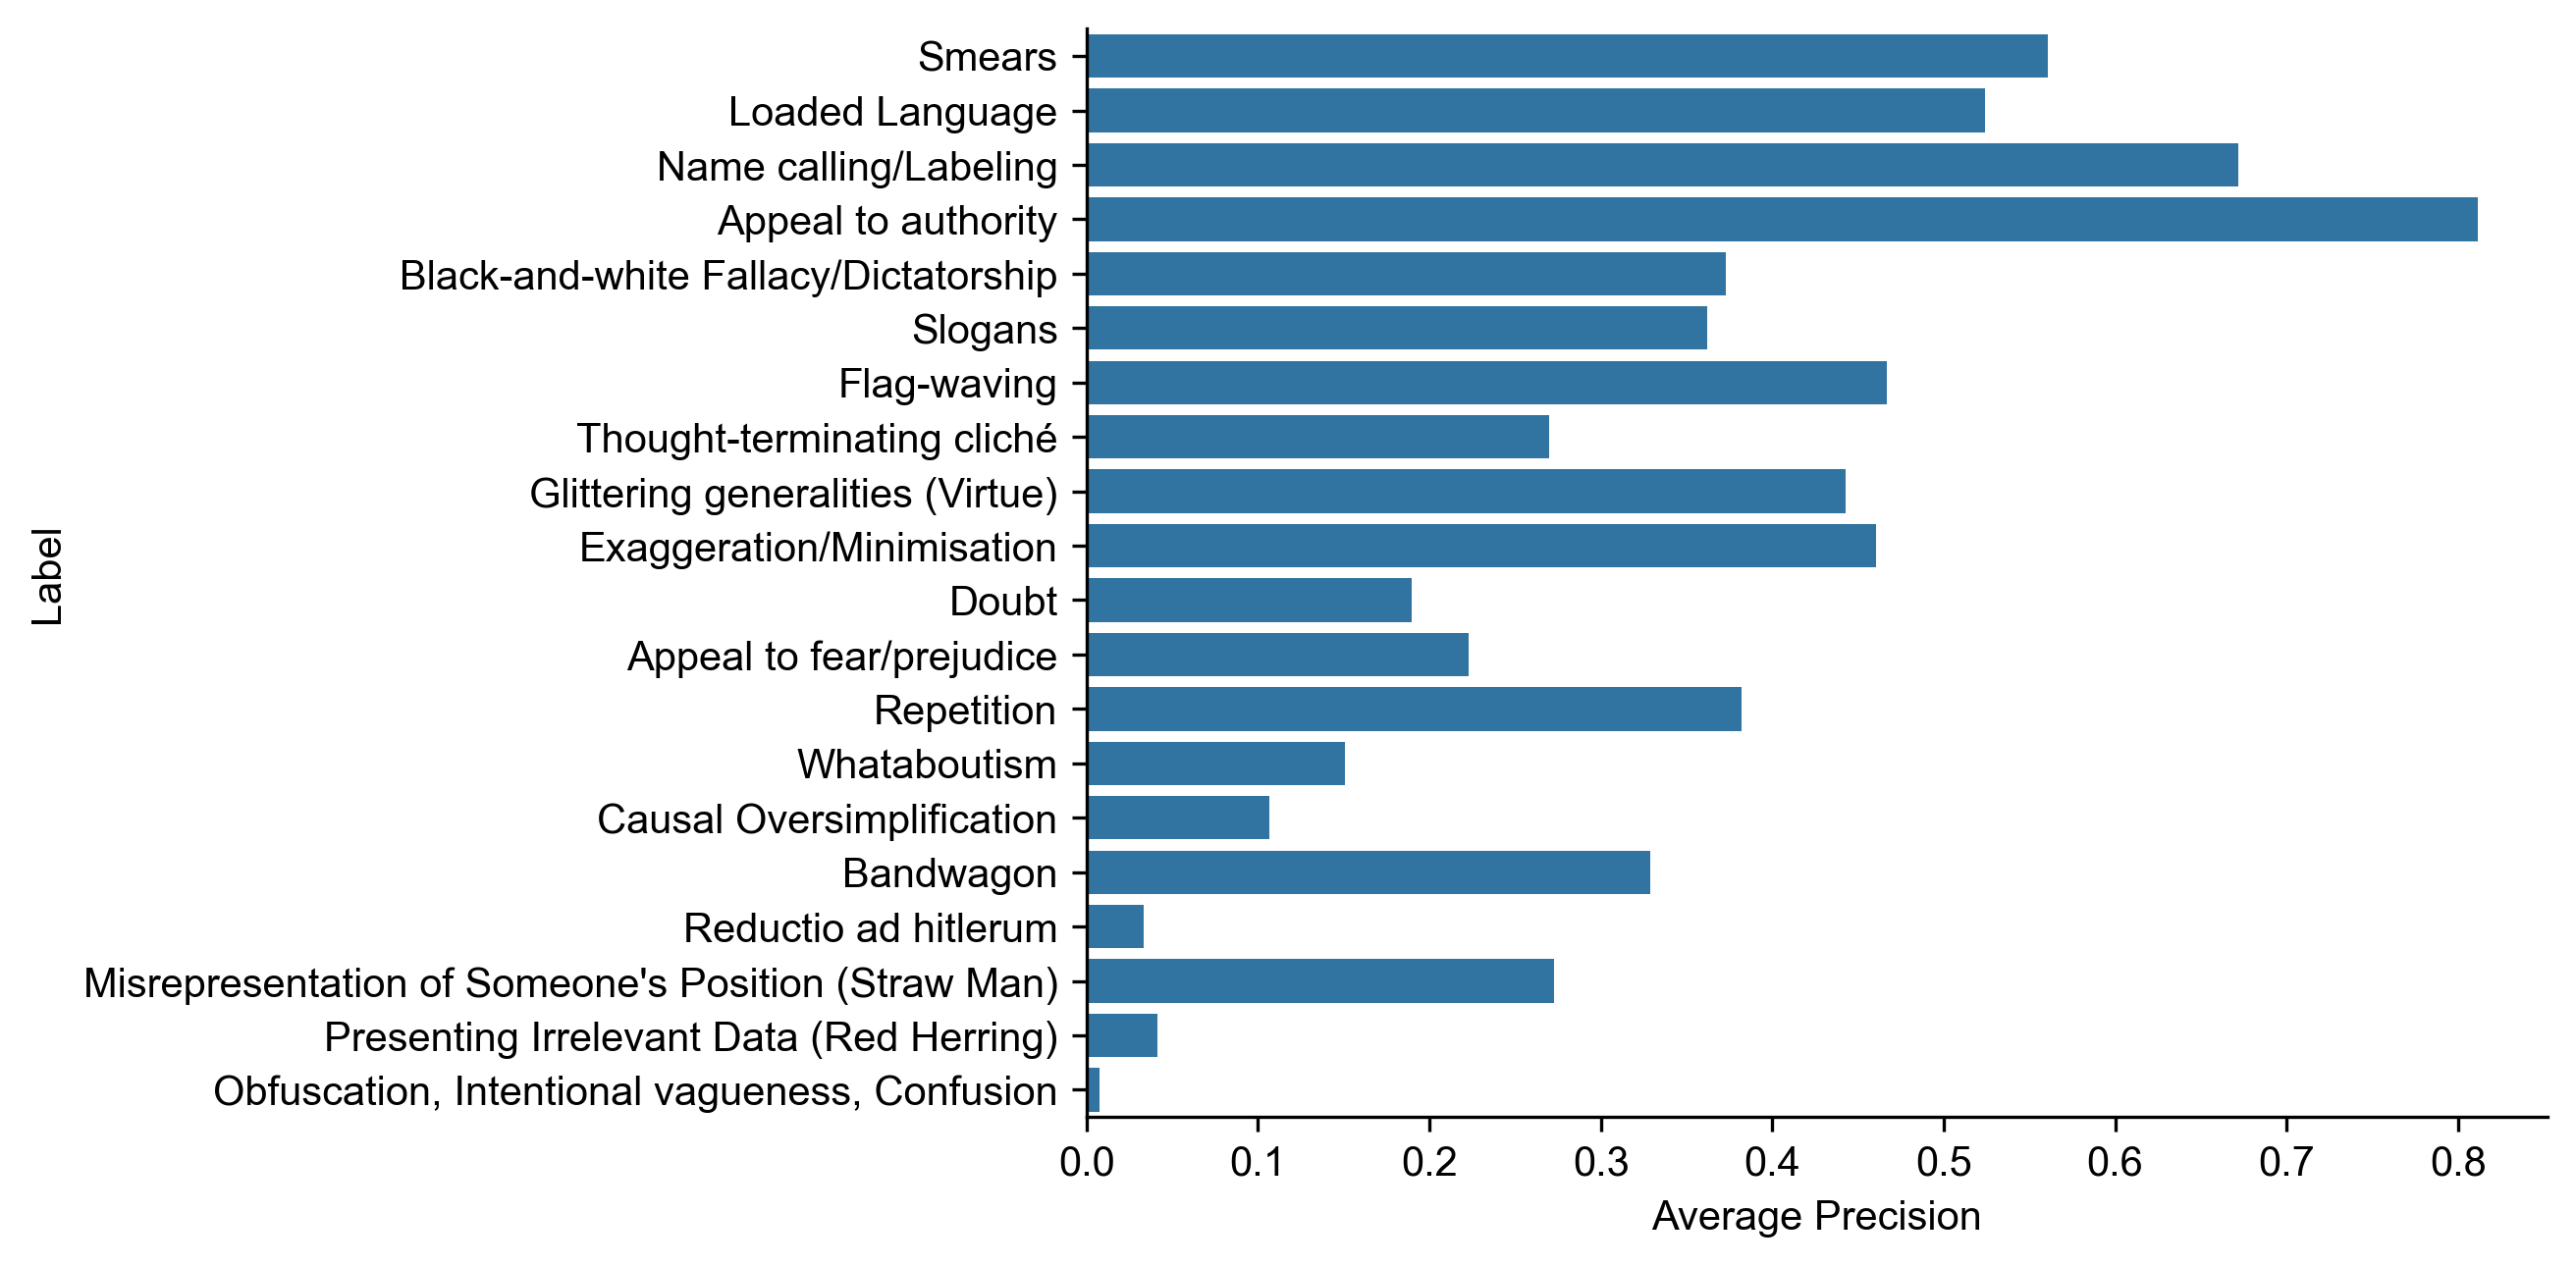 Smears
Loaded Language
Name calling/Labeling
Appeal to authority
Black-and-white Fallacy/Dictatorship
Slogans
Flag-waving
Thought-terminating cliché
Glittering generalities (Virtue)
Exaggeration/Minimisation
Doubt
Appeal to fear/prejudice
Repetition
Whataboutism
Causal Oversimplification
Bandwagon
Reductio ad hitlerum
Misrepresentation of Someone's Position (Straw Man)
Presenting Irrelevant Data (Red Herring)
Obfuscation, Intentional vagueness, Confusion
Label
0.0 0.1 0.2 0.3 0.4 0.5 0.6 0.7 0.8
Average Precision